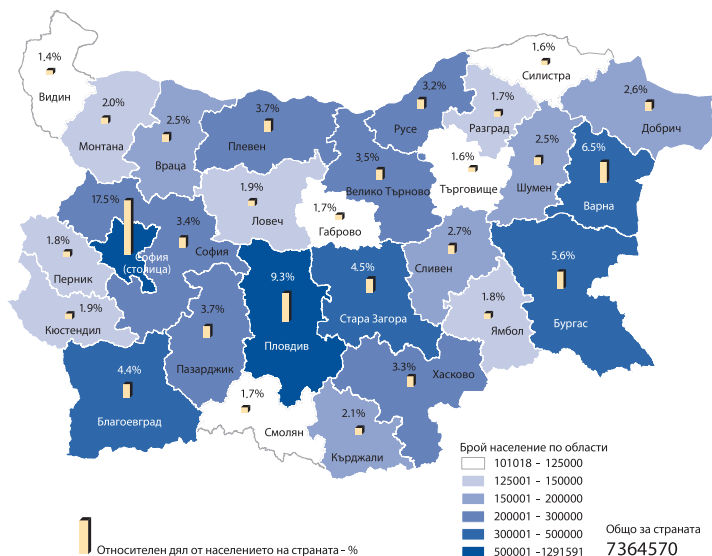 1.4%
Видин
2.0%
Монтана
2.5%
Враца
3.7%
Плевен
3.2%
Русе
1.7%
Разград
1.6%
Силистра
2.6%
Добрич
3,5%
Велико Търново
1.6%
Търговище
2.5%
Шумен
6.5%
Варна
17.5%
София
(столица)
3.4%
София
1.9%
Ловеч
1.7%
Габрово
1.8%
Перник
1.9%
Кюстендил
9.3%
Пловдив
4.5%
Стара Загора
2.7%
Сливен
1.8%
Ямбол
5,6%
Бургас
3.7%
Пазарджик
4.4%
Благоевград
1.7%
Смолян
3.3%
Хасково
2.1%
Кърджали
Брой население по области
101018 - 125000
125001 - 150000
150001 - 200000
200001 - 300000
300001 - 500000
500001 -1291591
Общо за страната
7364570
Относителен дял от населението на страната - %